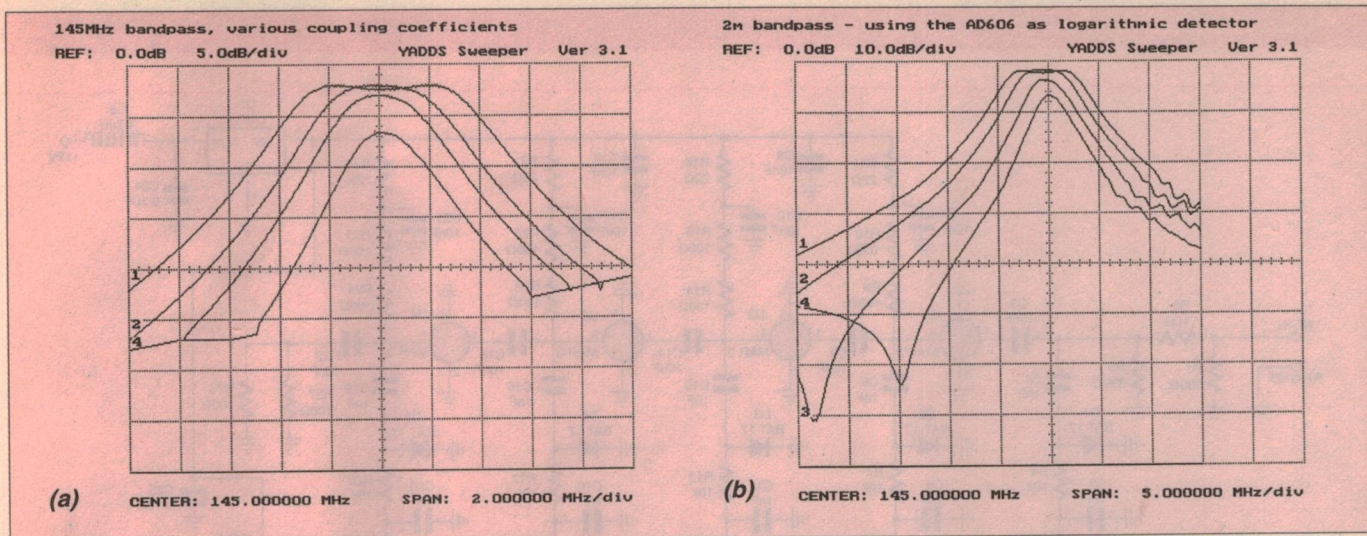 145MHz bandpass, various coupling coefficients
REF: 0.0dB 5.0dB/div YADDS Sweeper Ver 3.1
1
2
4
(a) CENTER: 145.000000 MHz SPAN: 2.000000 MHz/div
2m bandpass - using the AD606 as logarithmic detector
REF: 0.0dB 10.0dB/div YADDS Sweeper Ver 3.1
1
2
4
3
(b) CENTER: 145.000000 MHz SPAN: 5.000000 MHz/div